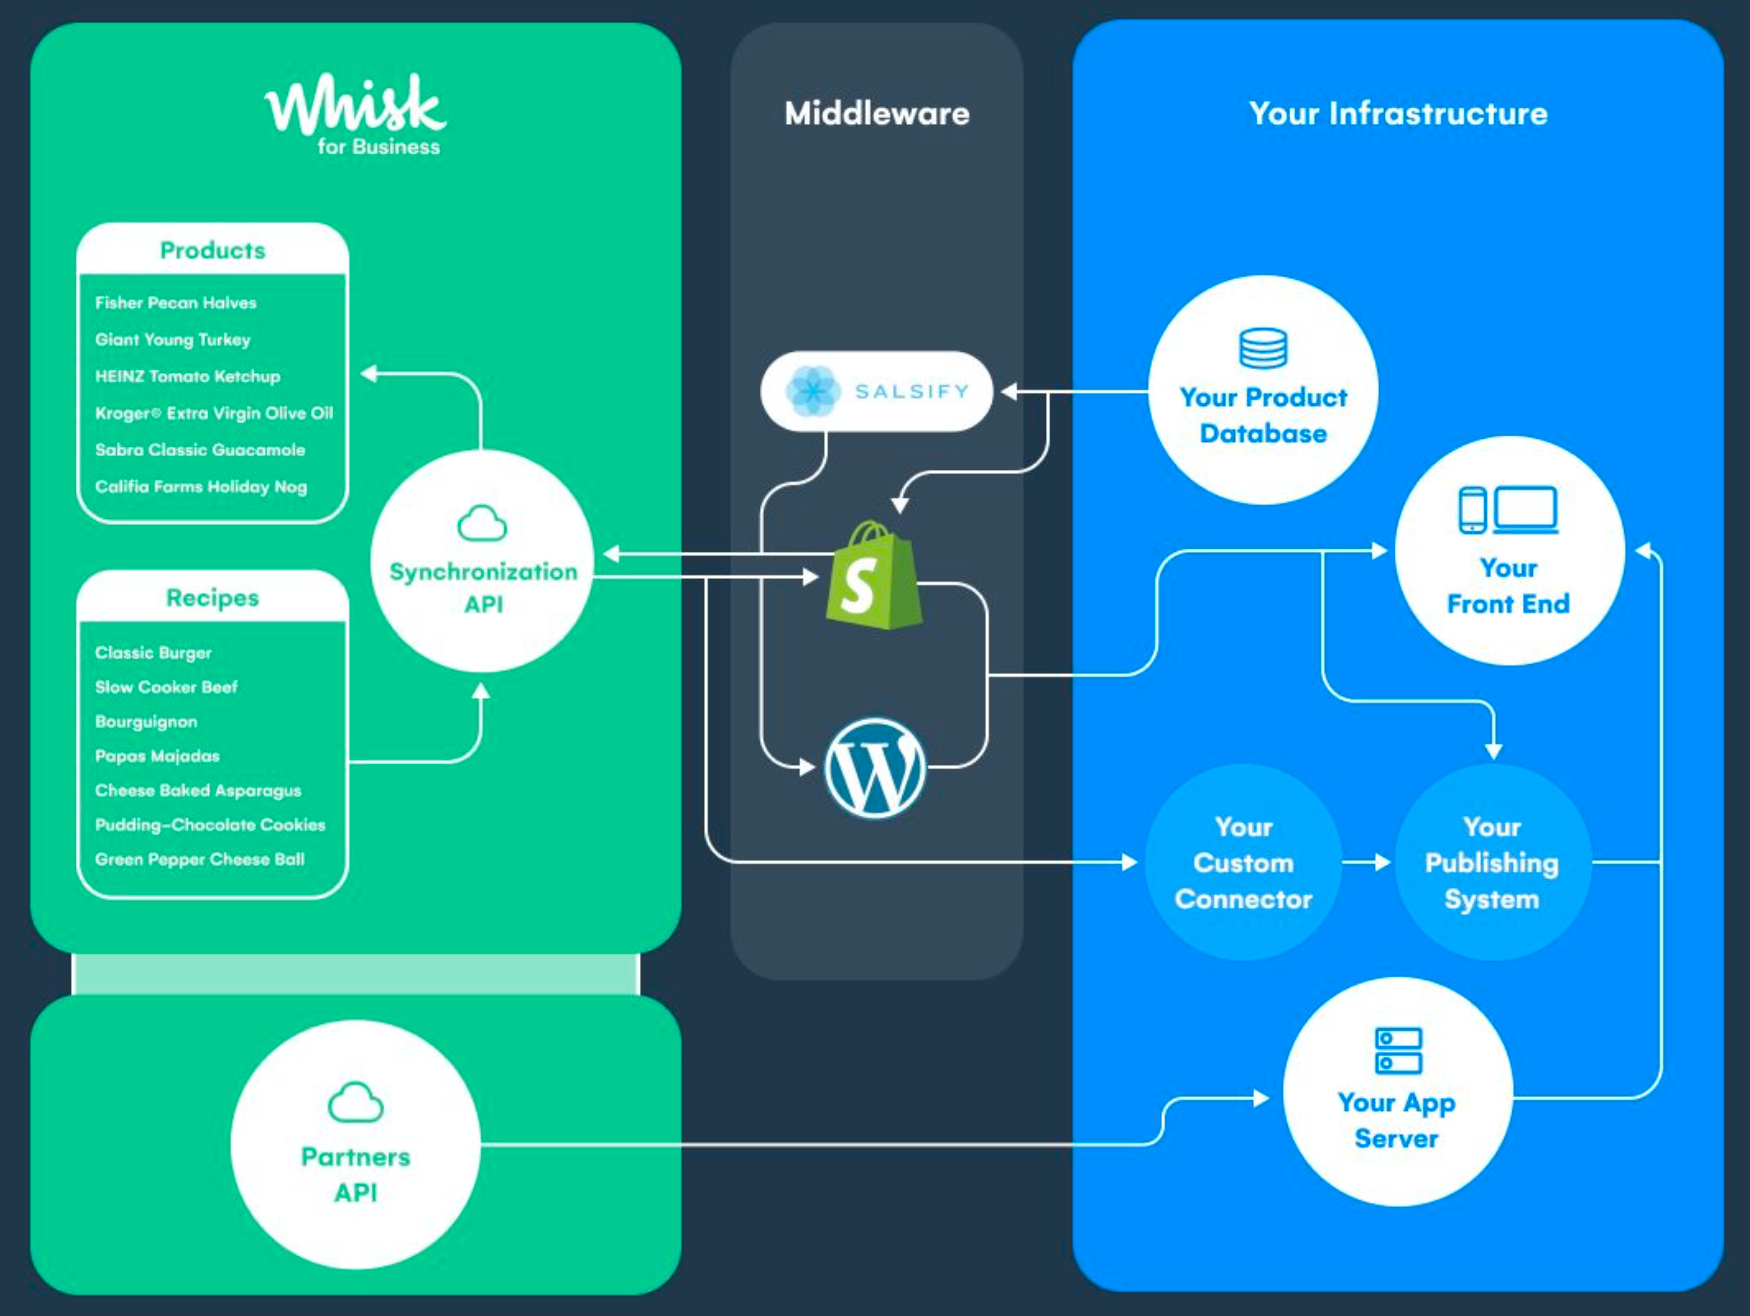 Whisk
for Business
Products
Fisher Pecan Halves
Giant Young Turkey
HEINZ Tomato Ketchup
Kroger® Extra Virgin Olive Oil
Sabra Classic Guacamole
Califia Farms Holiday Nog
Recipes
Classic Burger
Slow Cooker Beef
Bourguignon
Papas Majadas
Cheese Baked Asparagus
Pudding-Chocolate Cookies
Green Pepper Cheese Ball
Synchronization
API
Partners
API
Middleware
SALSIFY
S
W
Your Infrastructure
Your Product
Database
Your
Front End
Your
Custom
Connector
Your
Publishing
System
Your App
Server